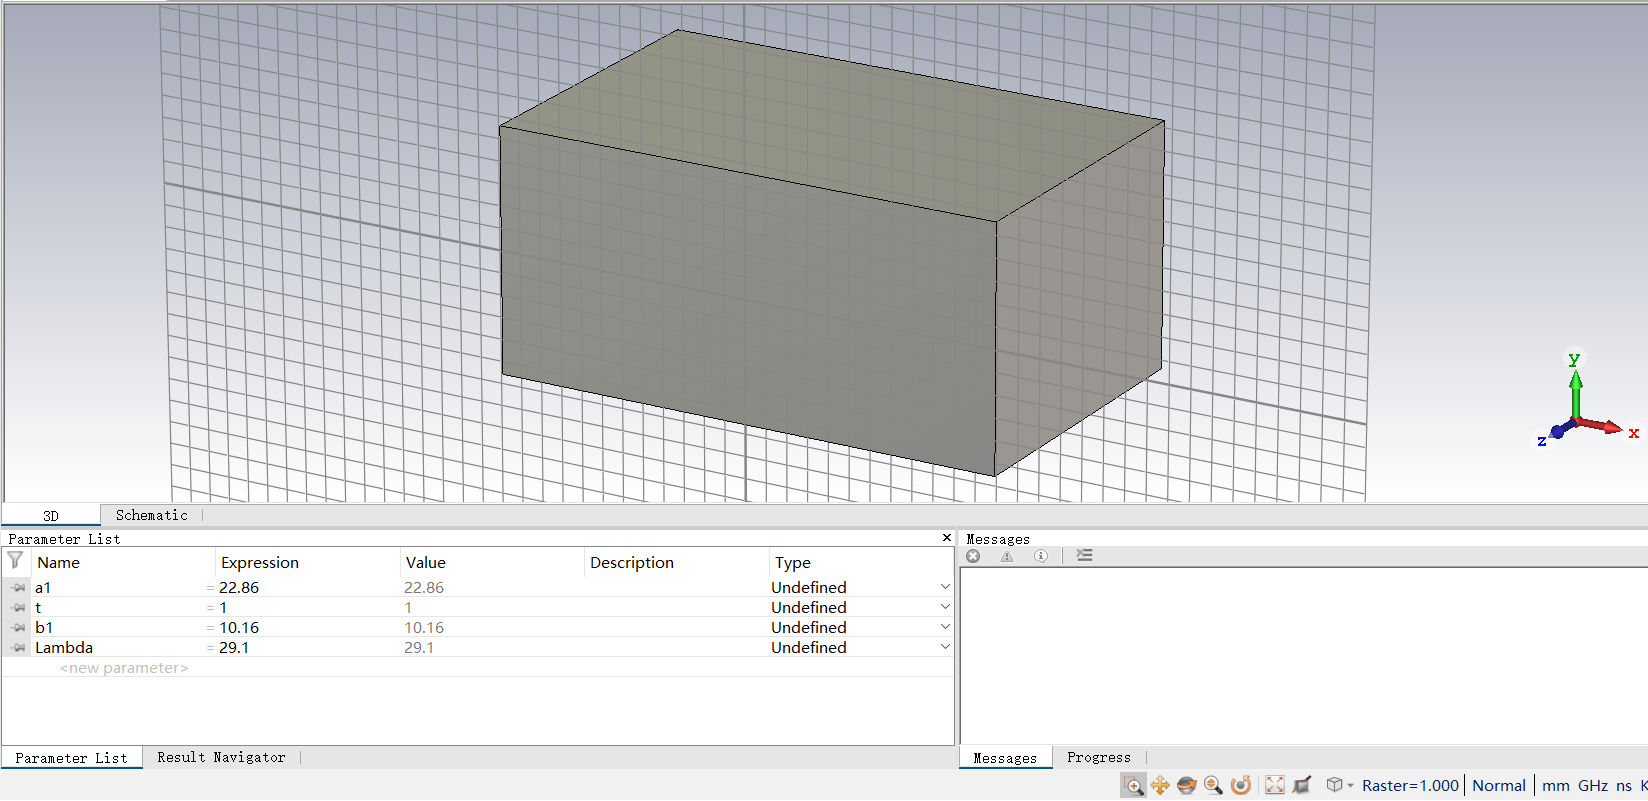 y
x
z
3D Schematic
Parameter List
Messages
Name Expression Value Description Type
a1 = 22.86 22.86 Undefined
t = 1 1 Undefined
b1 = 10.16 10.16 Undefined
Lambda = 29.1 29.1 Undefined
<new parameter>
Parameter List Result Navigator
Messages Progress
Raster=1.000 Normal mm GHz ns K